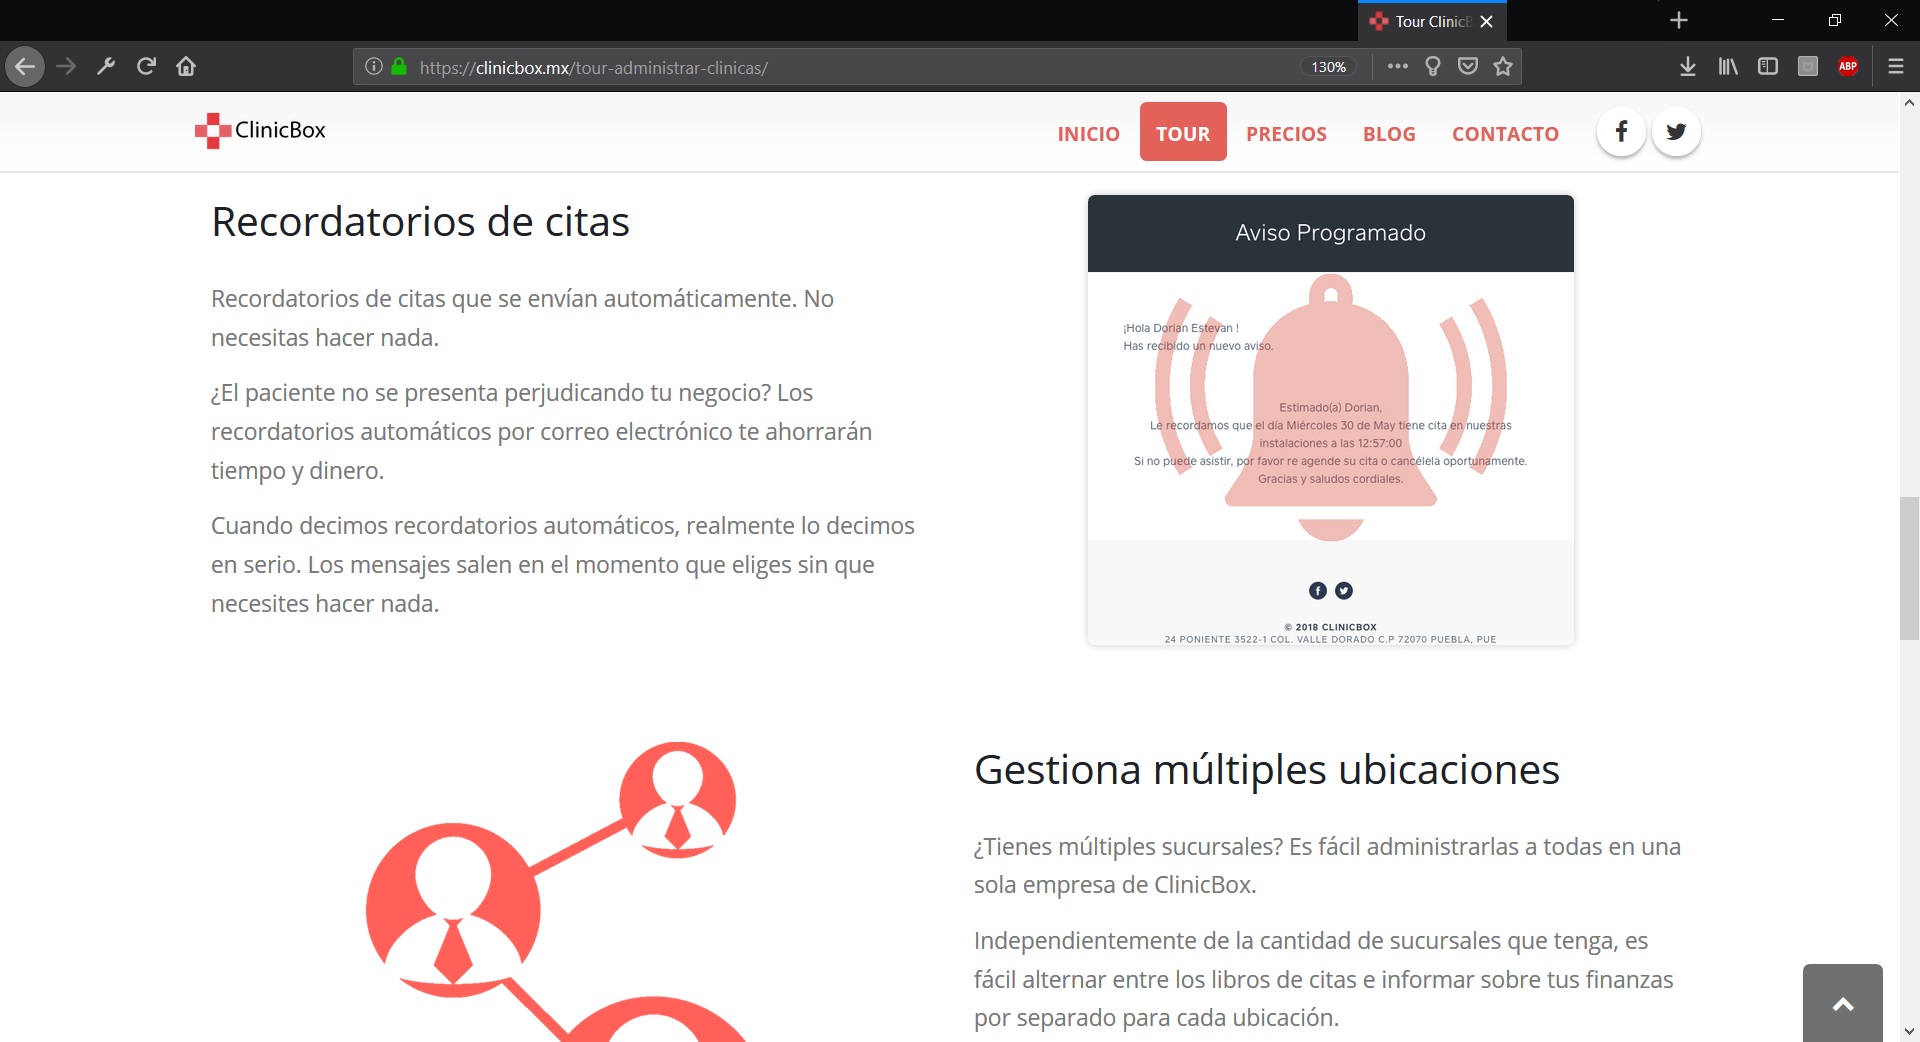 Tour ClinicB
https://clinicbox.mx/tour-administrar-clinicas/
130%
ABP
ClinicBox
INICIO
TOUR
PRECIOS
BLOG
CONTACTO
Recordatorios de citas
Recordatorios de citas que se envían automáticamente. No
necesitas hacer nada.
¿El paciente no se presenta perjudicando tu negocio? Los
recordatorios automáticos por correo electrónico te ahorrarán
tiempo y dinero.
Cuando decimos recordatorios automáticos, realmente lo decimos
en serio. Los mensajes salen en el momento que eliges sin que
necesites hacer nada.
Aviso Programado
¡Hola Dorian Estevan !
Has recibido un nuevo aviso.
Estimado(a) Dorian,
Le recordamos que el día Miércoles 30 de May tiene cita en nuestras
instalaciones a las 12:57:00
Si no puede asistir, por favor re agende su cita o cancélela oportunamente.
Gracias y saludos cordiales.
© 2018 CLINICBOX
24 PONIENTE 3522-1 COL. VALLE DORADO C.P 72070 PUEBLA, PUE
Gestiona múltiples ubicaciones
¿Tienes múltiples sucursales? Es fácil administrarlas a todas en una
sola empresa de ClinicBox.
Independientemente de la cantidad de sucursales que tenga, es
fácil alternar entre los libros de citas e informar sobre tus finanzas
por separado para cada ubicación.